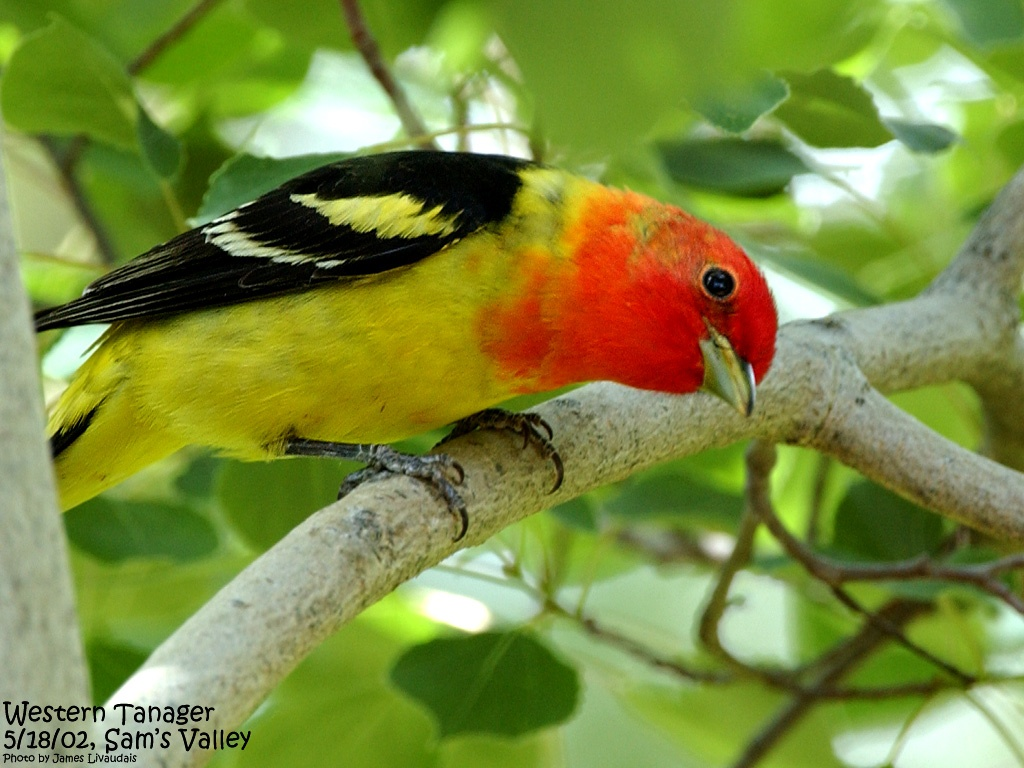 Western Tanager
5/18/02, Sam's Valley
Photo by James Livaudais